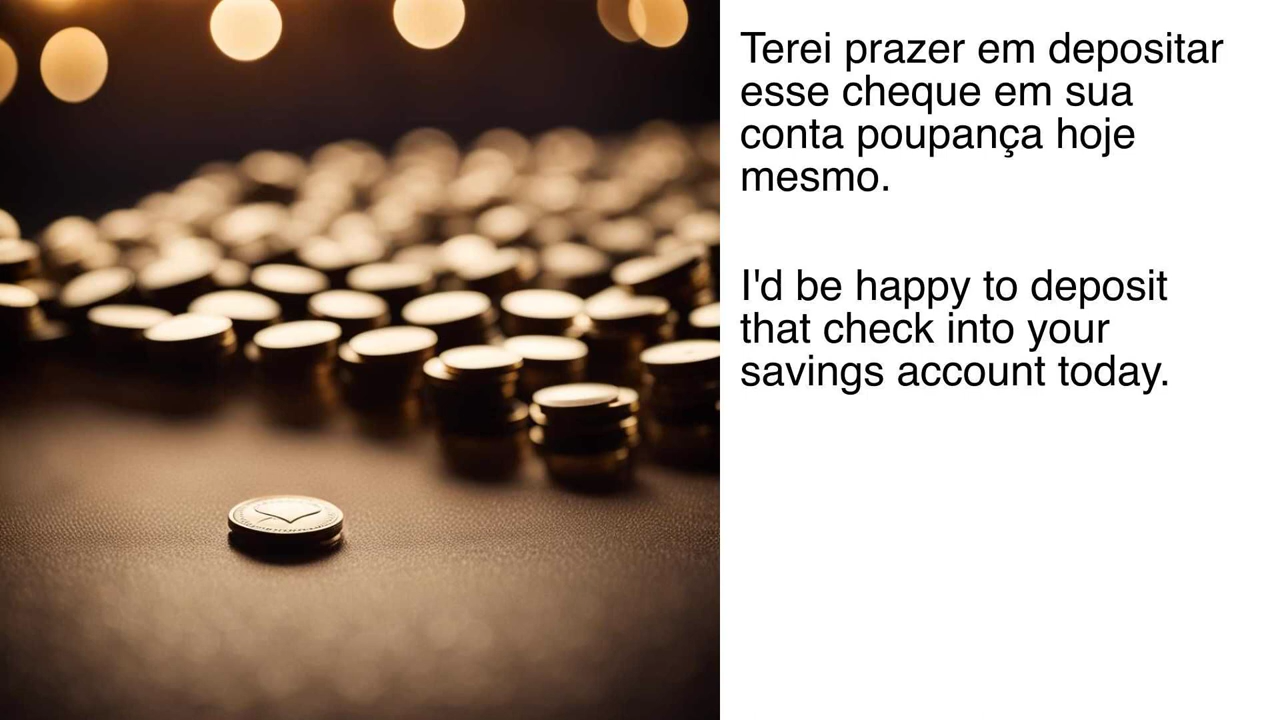 Terei prazer em depositar
esse cheque em sua
conta poupança hoje
mesmo.
I'd be happy to deposit
that check into your
savings account today.